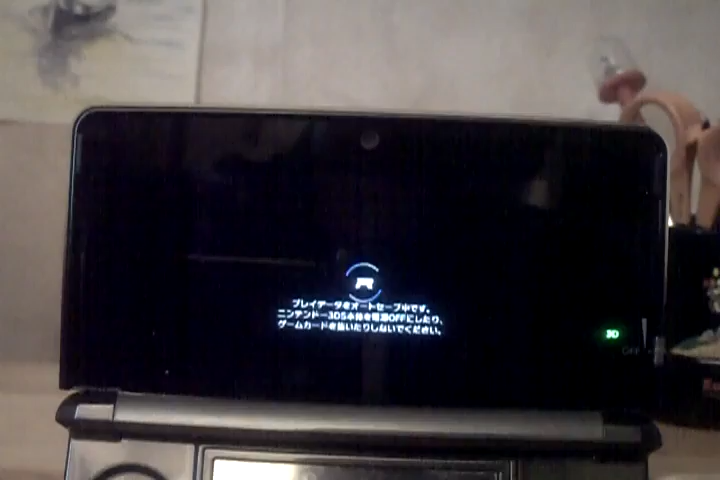 プレイデータをオートセーブ中です。
ニンテンドー3DS本体を電源OFFにしたり、
ゲームカードを抜いたりしないでください。
3D
OFF